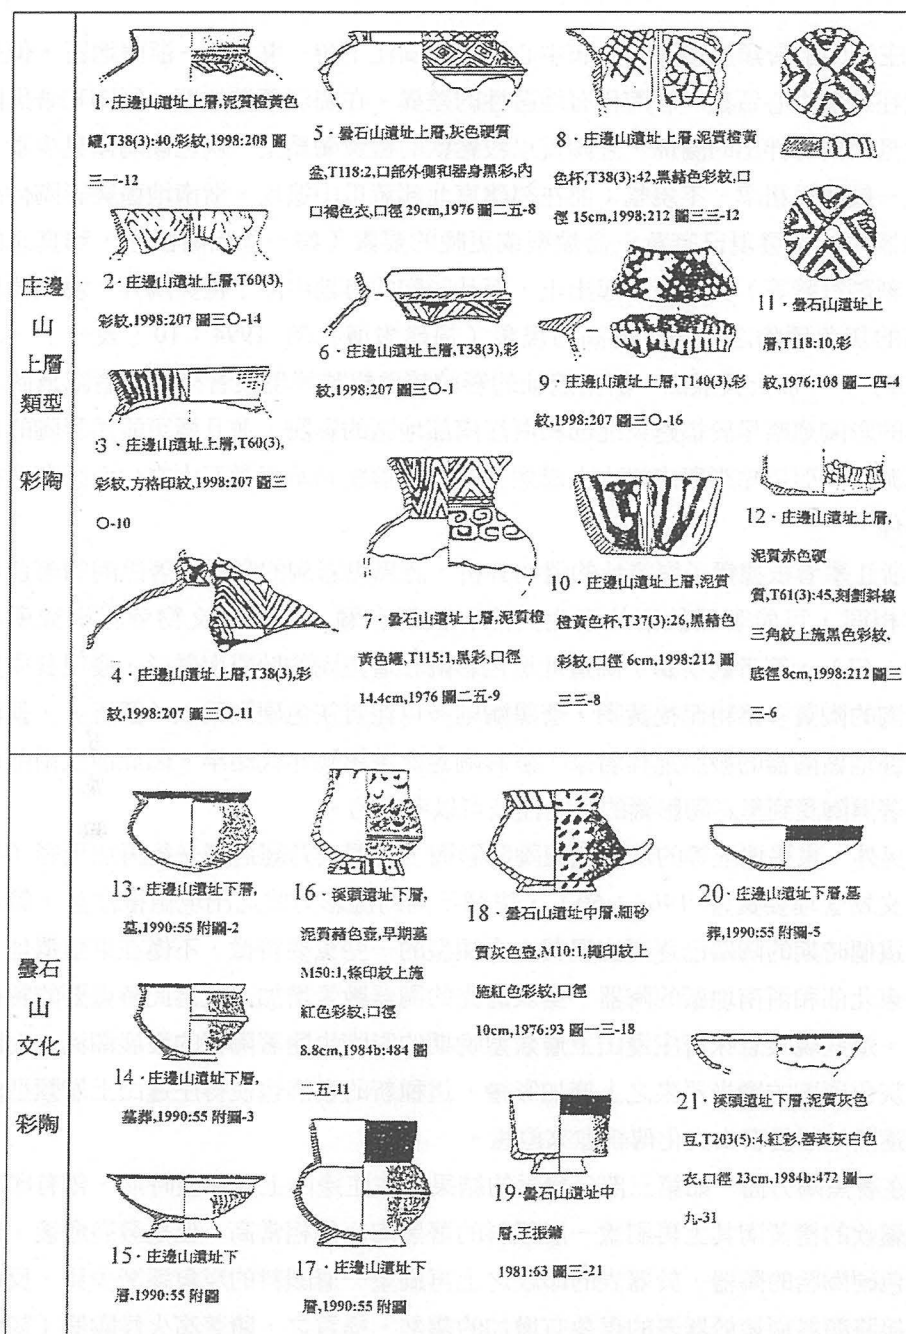 庄邊
山
上層
類型
彩陶
1．庄邊山遺址上層,泥質橙黃色
罐,T38(3):40,彩紋,1998:208 圖
三一-12
2．庄邊山遺址上層,T60(3),
彩紋,1998:207 圖三〇-14
3．庄邊山遺址上層,T60(3),
彩紋,方格印紋,1998:207 圖三
〇-10
4．庄邊山遺址上層,T38(3),彩
紋,1998:207 圖三〇-11
5．曇石山遺址上層,灰色硬質
盆,T118:2,口部外側和器身黑彩,內
口褐色衣,口徑 29cm,1976 圖二五-8
6．庄邊山遺址上層,T38(3),彩
紋,1998:207 圖三〇-1
7．曇石山遺址上層,泥質橙
黃色罐,T115:1,黑彩,口徑
14.4cm,1976 圖二五-9
8．庄邊山遺址上層,泥質橙黃
色杯,T38(3):42,黑赭色彩紋,口
徑 15cm,1998:212 圖三三-12
9．庄邊山遺址上層,T140(3),彩
紋,1998:207 圖三〇-16
10．庄邊山遺址上層,泥質
橙黃色杯,T37(3):26,黑赭色
彩紋,口徑 6cm,1998:212 圖
三三-8
11．曇石山遺址上
層,T118:10,彩
紋,1976:108 圖二四-4
12．庄邊山遺址上層,
泥質赤色硬
質,T61(3):45,刻劃斜線
三角紋上施黑色彩紋,
底徑 8cm,1998:212 圖三
三-6
曇石
山
文化
彩陶
13．庄邊山遺址下層,
墓,1990:55 附圖-2
14．庄邊山遺址下層,
墓葬,1990:55 附圖-3
15．庄邊山遺址下
層,1990:55 附圖
16．溪頭遺址下層,
泥質赭色壺,早期墓
M50:1,條印紋上施
紅色彩紋,口徑
8.8cm,1984b:484 圖
二五-11
17．庄邊山遺址下
層,1990:55 附圖
18．曇石山遺址中層,細砂
質灰色壺,M10:1,繩印紋上
施紅色彩紋,口徑
10cm,1976:93 圖一三-18
19．曇石山遺址中
層,王振鏞
1981:63 圖三-21
20．庄邊山遺址下層,墓
葬,1990:55 附圖-5
21．溪頭遺址下層,泥質灰色
豆,T203(5):4,紅彩,器表灰白色
衣,口徑 23cm,1984b:472 圖
九-31